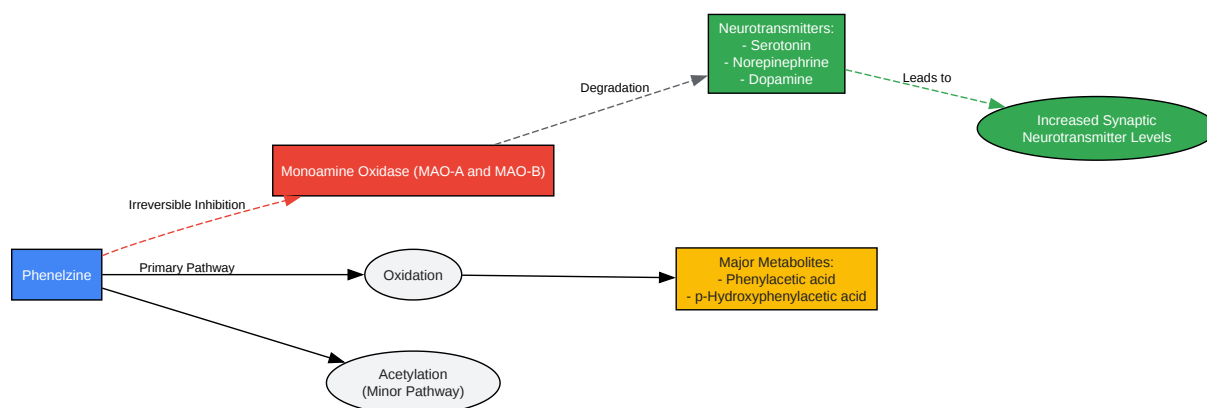 Neurotransmitters:
- Serotonin
- Norepinephrine
- Dopamine
Leads to
Degradation
Increased Synaptic
Neurotransmitter Levels
Monoamine Oxidase (MAO-A and MAO-B)
Irreversible Inhibition
Phenelzine
Primary Pathway
Oxidation
Major Metabolites:
- Phenylacetic acid
- p-Hydroxyphenylacetic acid
Acetylation
(Minor Pathway)